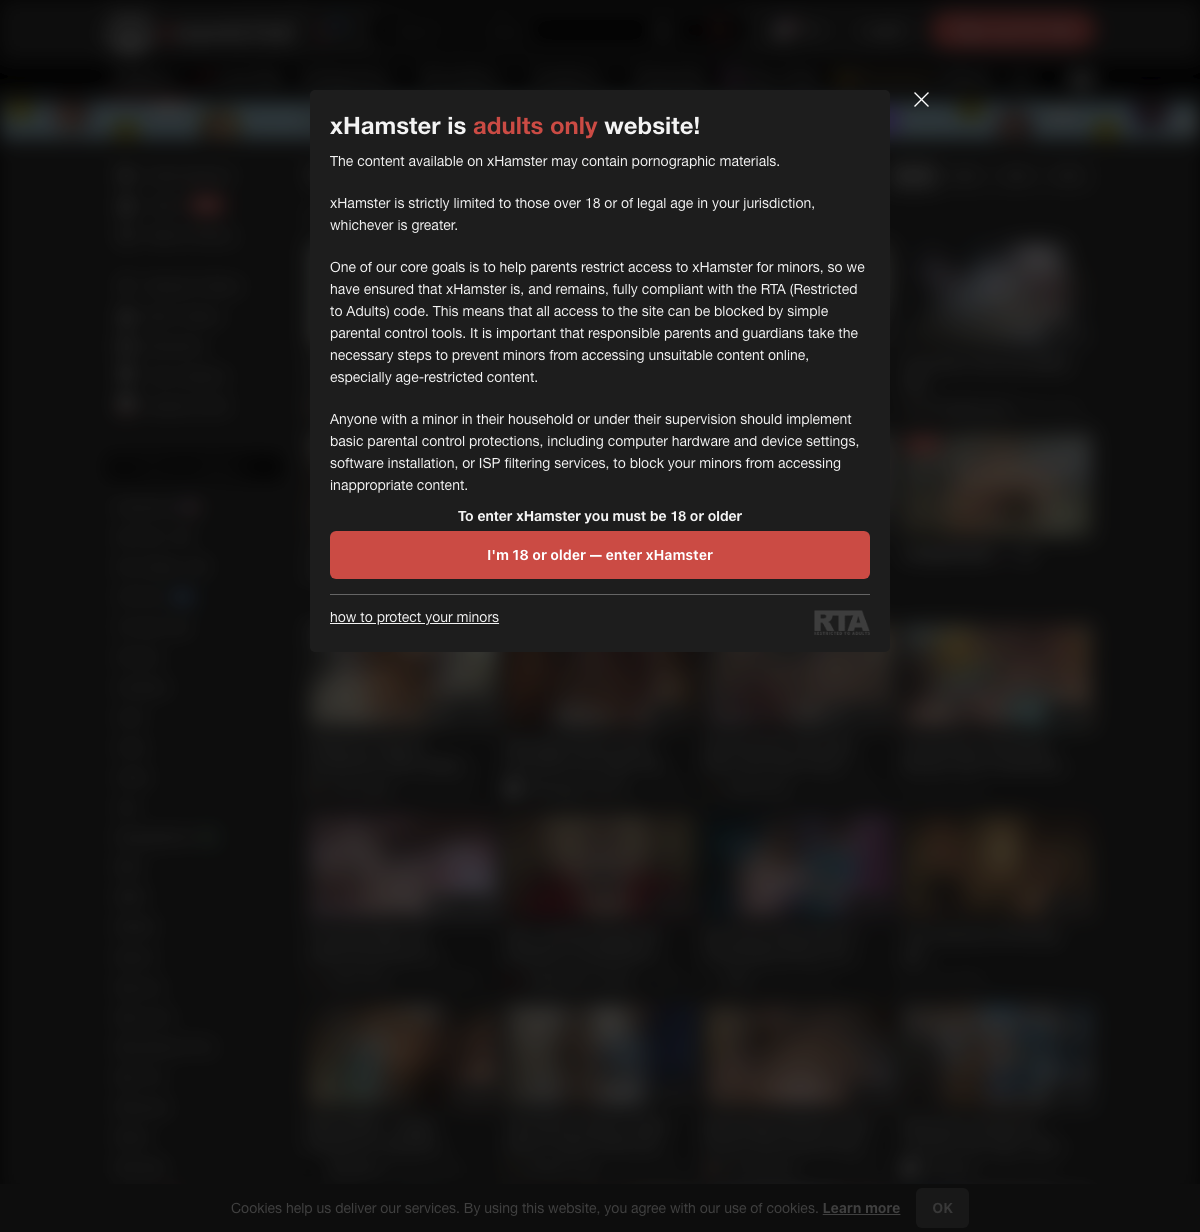 xHamster is adults only website!
The content available on xHamster may contain pornographic materials.
xHamster is strictly limited to those over 18 or of legal age in your jurisdiction,
whichever is greater.
One of our core goals is to help parents restrict access to xHamster for minors, so we
have ensured that xHamster is, and remains, fully compliant with the RTA (Restricted
to Adults) code. This means that all access to the site can be blocked by simple
parental control tools. It is important that responsible parents and guardians take the
necessary steps to prevent minors from accessing unsuitable content online,
especially age-restricted content.
Anyone with a minor in their household or under their supervision should implement
basic parental control protections, including computer hardware and device settings,
software installation, or ISP filtering services, to block your minors from accessing
inappropriate content.
To enter xHamster you must be 18 or older
I'm 18 or older — enter xHamster
how to protect your minors
RTA
Cookies help us deliver our services. By using this website, you agree with our use of cookies. Learn more
OK